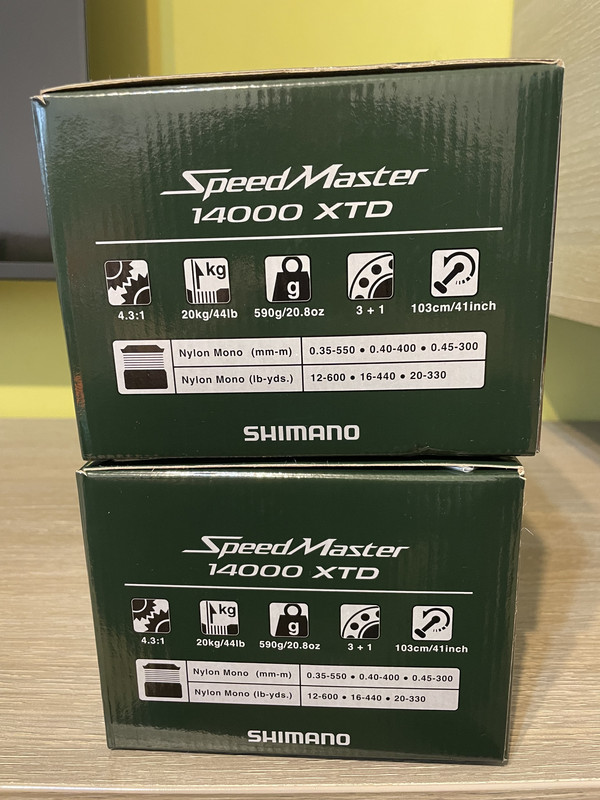 SpeedMaster
14000 XTD
kg
g
4.3:1 20kg/44lb 590g/20.8oz 3 + 1 103cm/41inch
Nylon Mono (mm-m) 0.35-550 • 0.40-400 • 0.45-300
Nylon Mono (lb-yds.) 12-600 • 16-440 • 20-330
SHIMANO
SpeedMaster
14000 XTD
kg
g
4.3:1 20kg/44lb 590g/20.8oz 3 + 1 103cm/41inch
Nylon Mono (mm-m) 0.35-550 • 0.40-400 • 0.45-300
Nylon Mono (lb-yds.) 12-600 • 16-440 • 20-330
SHIMANO